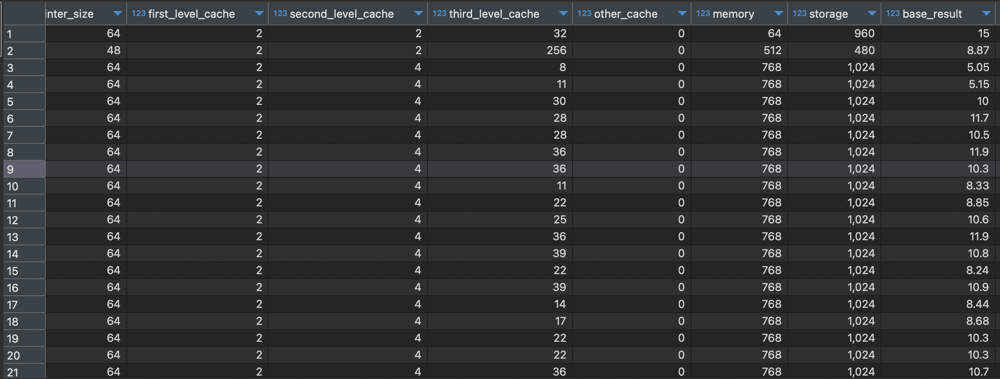 inter_size 123 first_level_cache 123 second_level_cache 123 third_level_cache 123 other_cache 123 memory 123 storage 123 base_result
1 64 2 2 32 0 64 960 15
2 48 2 2 256 0 512 480 8.87
3 64 2 4 8 0 768 1,024 5.05
4 64 2 4 11 0 768 1,024 5.15
5 64 2 4 30 0 768 1,024 10
6 64 2 4 28 0 768 1,024 11.7
7 64 2 4 28 0 768 1,024 10.5
8 64 2 4 36 0 768 1,024 11.9
9 64 2 4 36 0 768 1,024 10.3
10 64 2 4 11 0 768 1,024 8.33
11 64 2 4 22 0 768 1,024 8.85
12 64 2 4 25 0 768 1,024 10.6
13 64 2 4 36 0 768 1,024 11.9
14 64 2 4 39 0 768 1,024 10.8
15 64 2 4 22 0 768 1,024 8.24
16 64 2 4 39 0 768 1,024 10.9
17 64 2 4 14 0 768 1,024 8.44
18 64 2 4 17 0 768 1,024 8.68
19 64 2 4 22 0 768 1,024 10.3
20 64 2 4 22 0 768 1,024 10.3
21 64 2 4 36 0 768 1,024 10.7